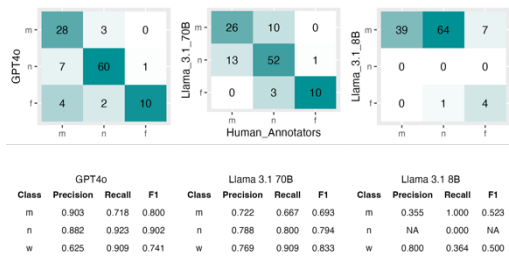 GPT4o
m 28 3 0
n 7 60 1
f 4 2 10
m n f
Llama_3.1_70B
m 26 10 0
n 13 52 1
f 0 3 10
m n f
Human_Annotators
Llama_3.1_8B
m 39 64 7
n 0 0 0
f 0 1 4
m n f
GPT4o
Class Precision Recall F1
m 0.903 0.718 0.800
n 0.882 0.923 0.902
w 0.625 0.909 0.741
Llama 3.1 70B
Class Precision Recall F1
m 0.722 0.667 0.693
n 0.788 0.800 0.794
w 0.769 0.909 0.833
Llama 3.1 8B
Class Precision Recall F1
m 0.355 1.000 0.523
n NA 0.000 NA
w 0.800 0.364 0.500